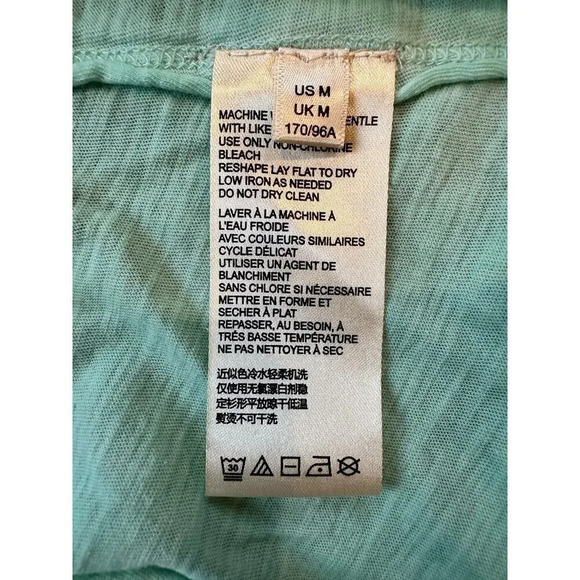 US M
UK M
170/96A
MACHINE
WITH LIKE
USE ONLY NON-CHLORINE
BLEACH
RESHAPE LAY FLAT TO DRY
LOW IRON AS NEEDED
DO NOT DRY CLEAN
LAVER À LA MACHINE À
L'EAU FROIDE
AVEC COULEURS SIMILAIRES
CYCLE DÉLICAT
UTILISER UN AGENT DE
BLANCHIMENT
SANS CHLORE SI NÉCESSAIRE
METTRE EN FORME ET
SECHER À PLAT
REPASSER, AU BESOIN, À
TRÉS BASSE TEMPÉRATURE
NE PAS NETTOYER À SEC
近似色冷水轻柔机洗
仅使用无氯漂白剂稳
定衫形平放晾干低温
熨烫不可干洗
30